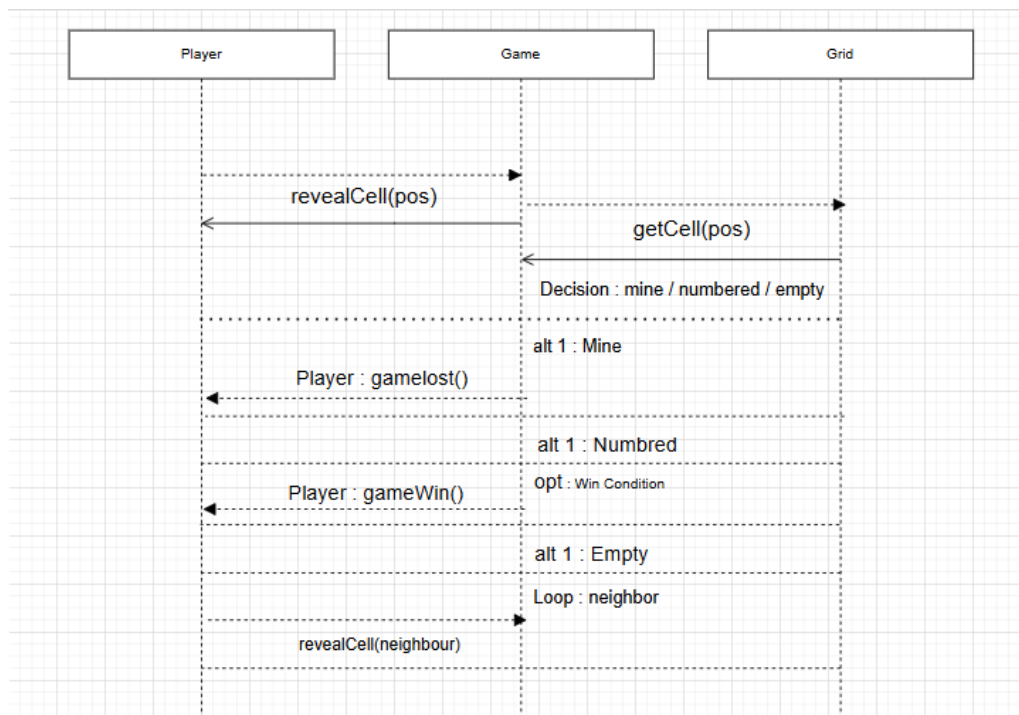 Player
Game
Grid
revealCell(pos)
getCell(pos)
Decision : mine / numbered / empty
alt 1 : Mine
Player : gamelost()
alt 1 : Numbred
opt : Win Condition
Player : gameWin()
alt 1 : Empty
Loop : neighbor
revealCell(neighbour)